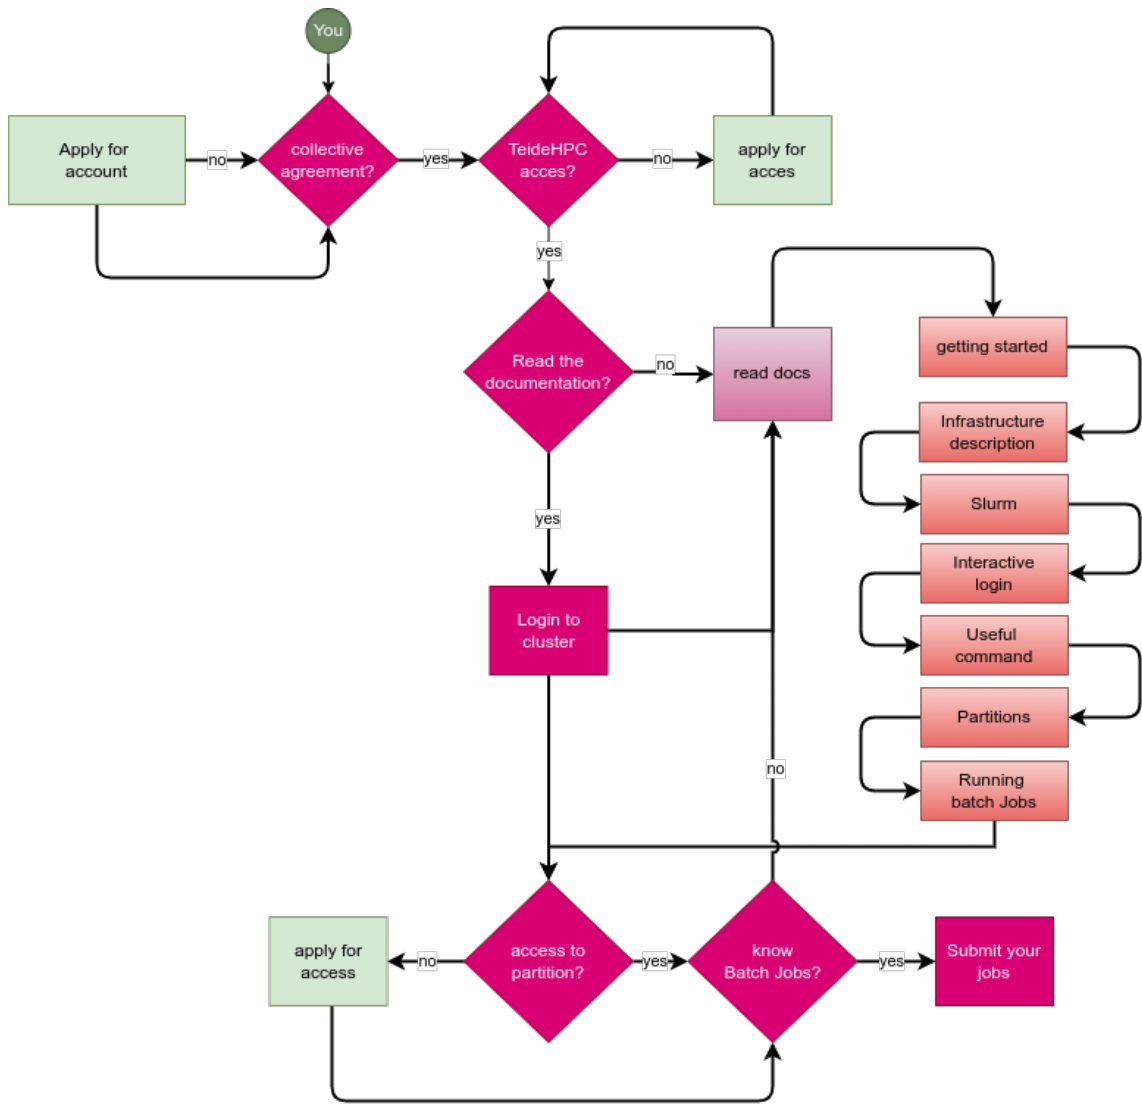 You
Apply for
account
no
collective
agreement?
yes
TeideHPC
acces?
no
apply for
acces
yes
Read the
documentation?
no
read docs
getting started
Infrastructure
description
Slurm
Interactive
login
Useful
command
Partitions
Running
batch Jobs
yes
Login to
cluster
no
apply for
access
no
access to
partition?
yes
know
Batch Jobs?
yes
Submit your
jobs